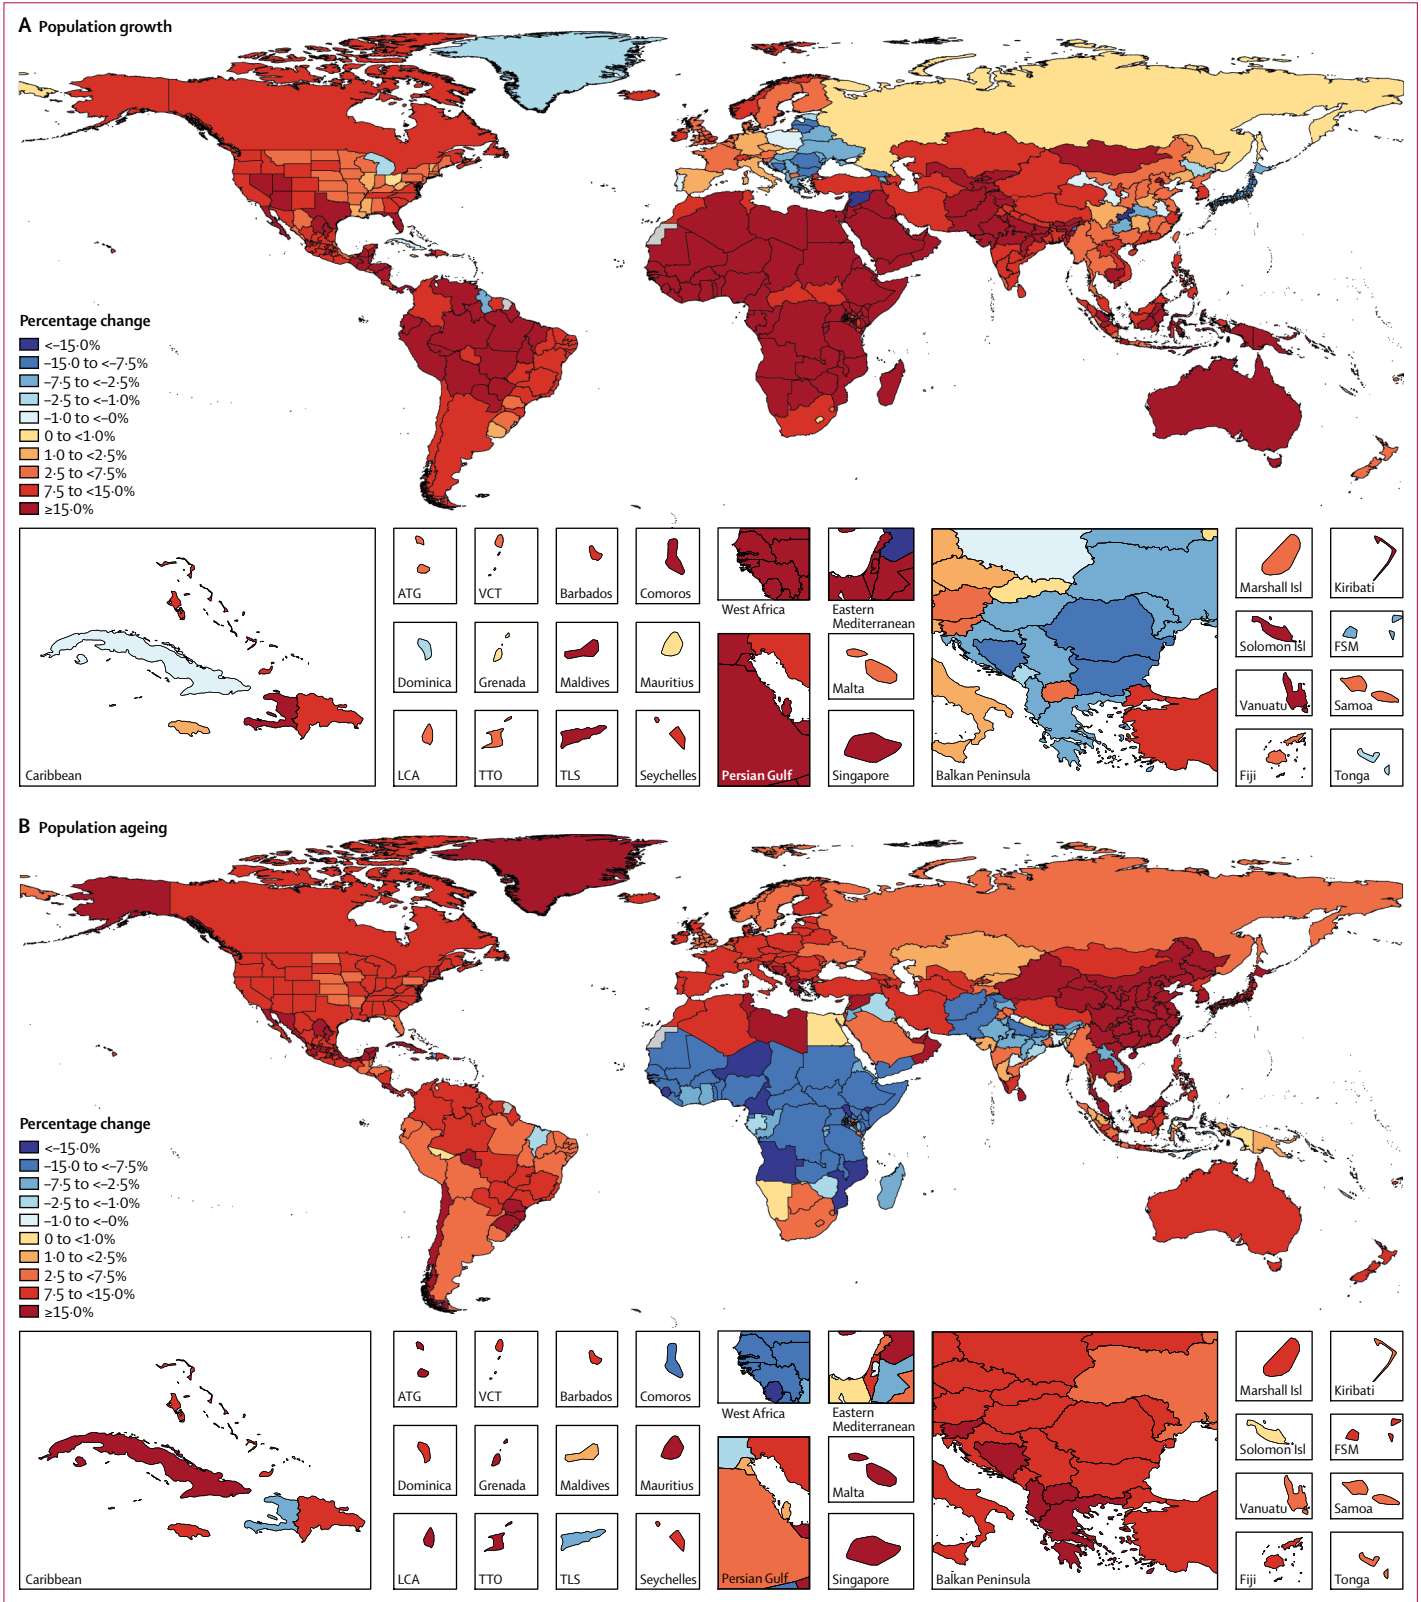 A Population growth
Percentage change
<–15·0%
–15·0 to <–7·5%
–7·5 to <–2·5%
–2·5 to <–1·0%
–1·0 to <–0%
0 to <1·0%
1·0 to <2·5%
2·5 to <7·5%
7·5 to <15·0%
≥15·0%
Caribbean
ATG
VCT
Barbados
Comoros
Dominica
Grenada
Maldives
Mauritius
LCA
TTO
TLS
Seychelles
West Africa
Eastern
Mediterranean
Persian Gulf
Malta
Singapore
Balkan Peninsula
Marshall Isl
Kiribati
Solomon Isl
FSM
Vanuatu
Samoa
Fiji
Tonga
B Population ageing
Percentage change
<–15·0%
–15·0 to <–7·5%
–7·5 to <–2·5%
–2·5 to <–1·0%
–1·0 to <–0%
0 to <1·0%
1·0 to <2·5%
2·5 to <7·5%
7·5 to <15·0%
≥15·0%
Caribbean
ATG
VCT
Barbados
Comoros
Dominica
Grenada
Maldives
Mauritius
LCA
TTO
TLS
Seychelles
West Africa
Eastern
Mediterranean
Persian Gulf
Malta
Singapore
Balkan Peninsula
Marshall Isl
Kiribati
Solomon Isl
FSM
Vanuatu
Samoa
Fiji
Tonga